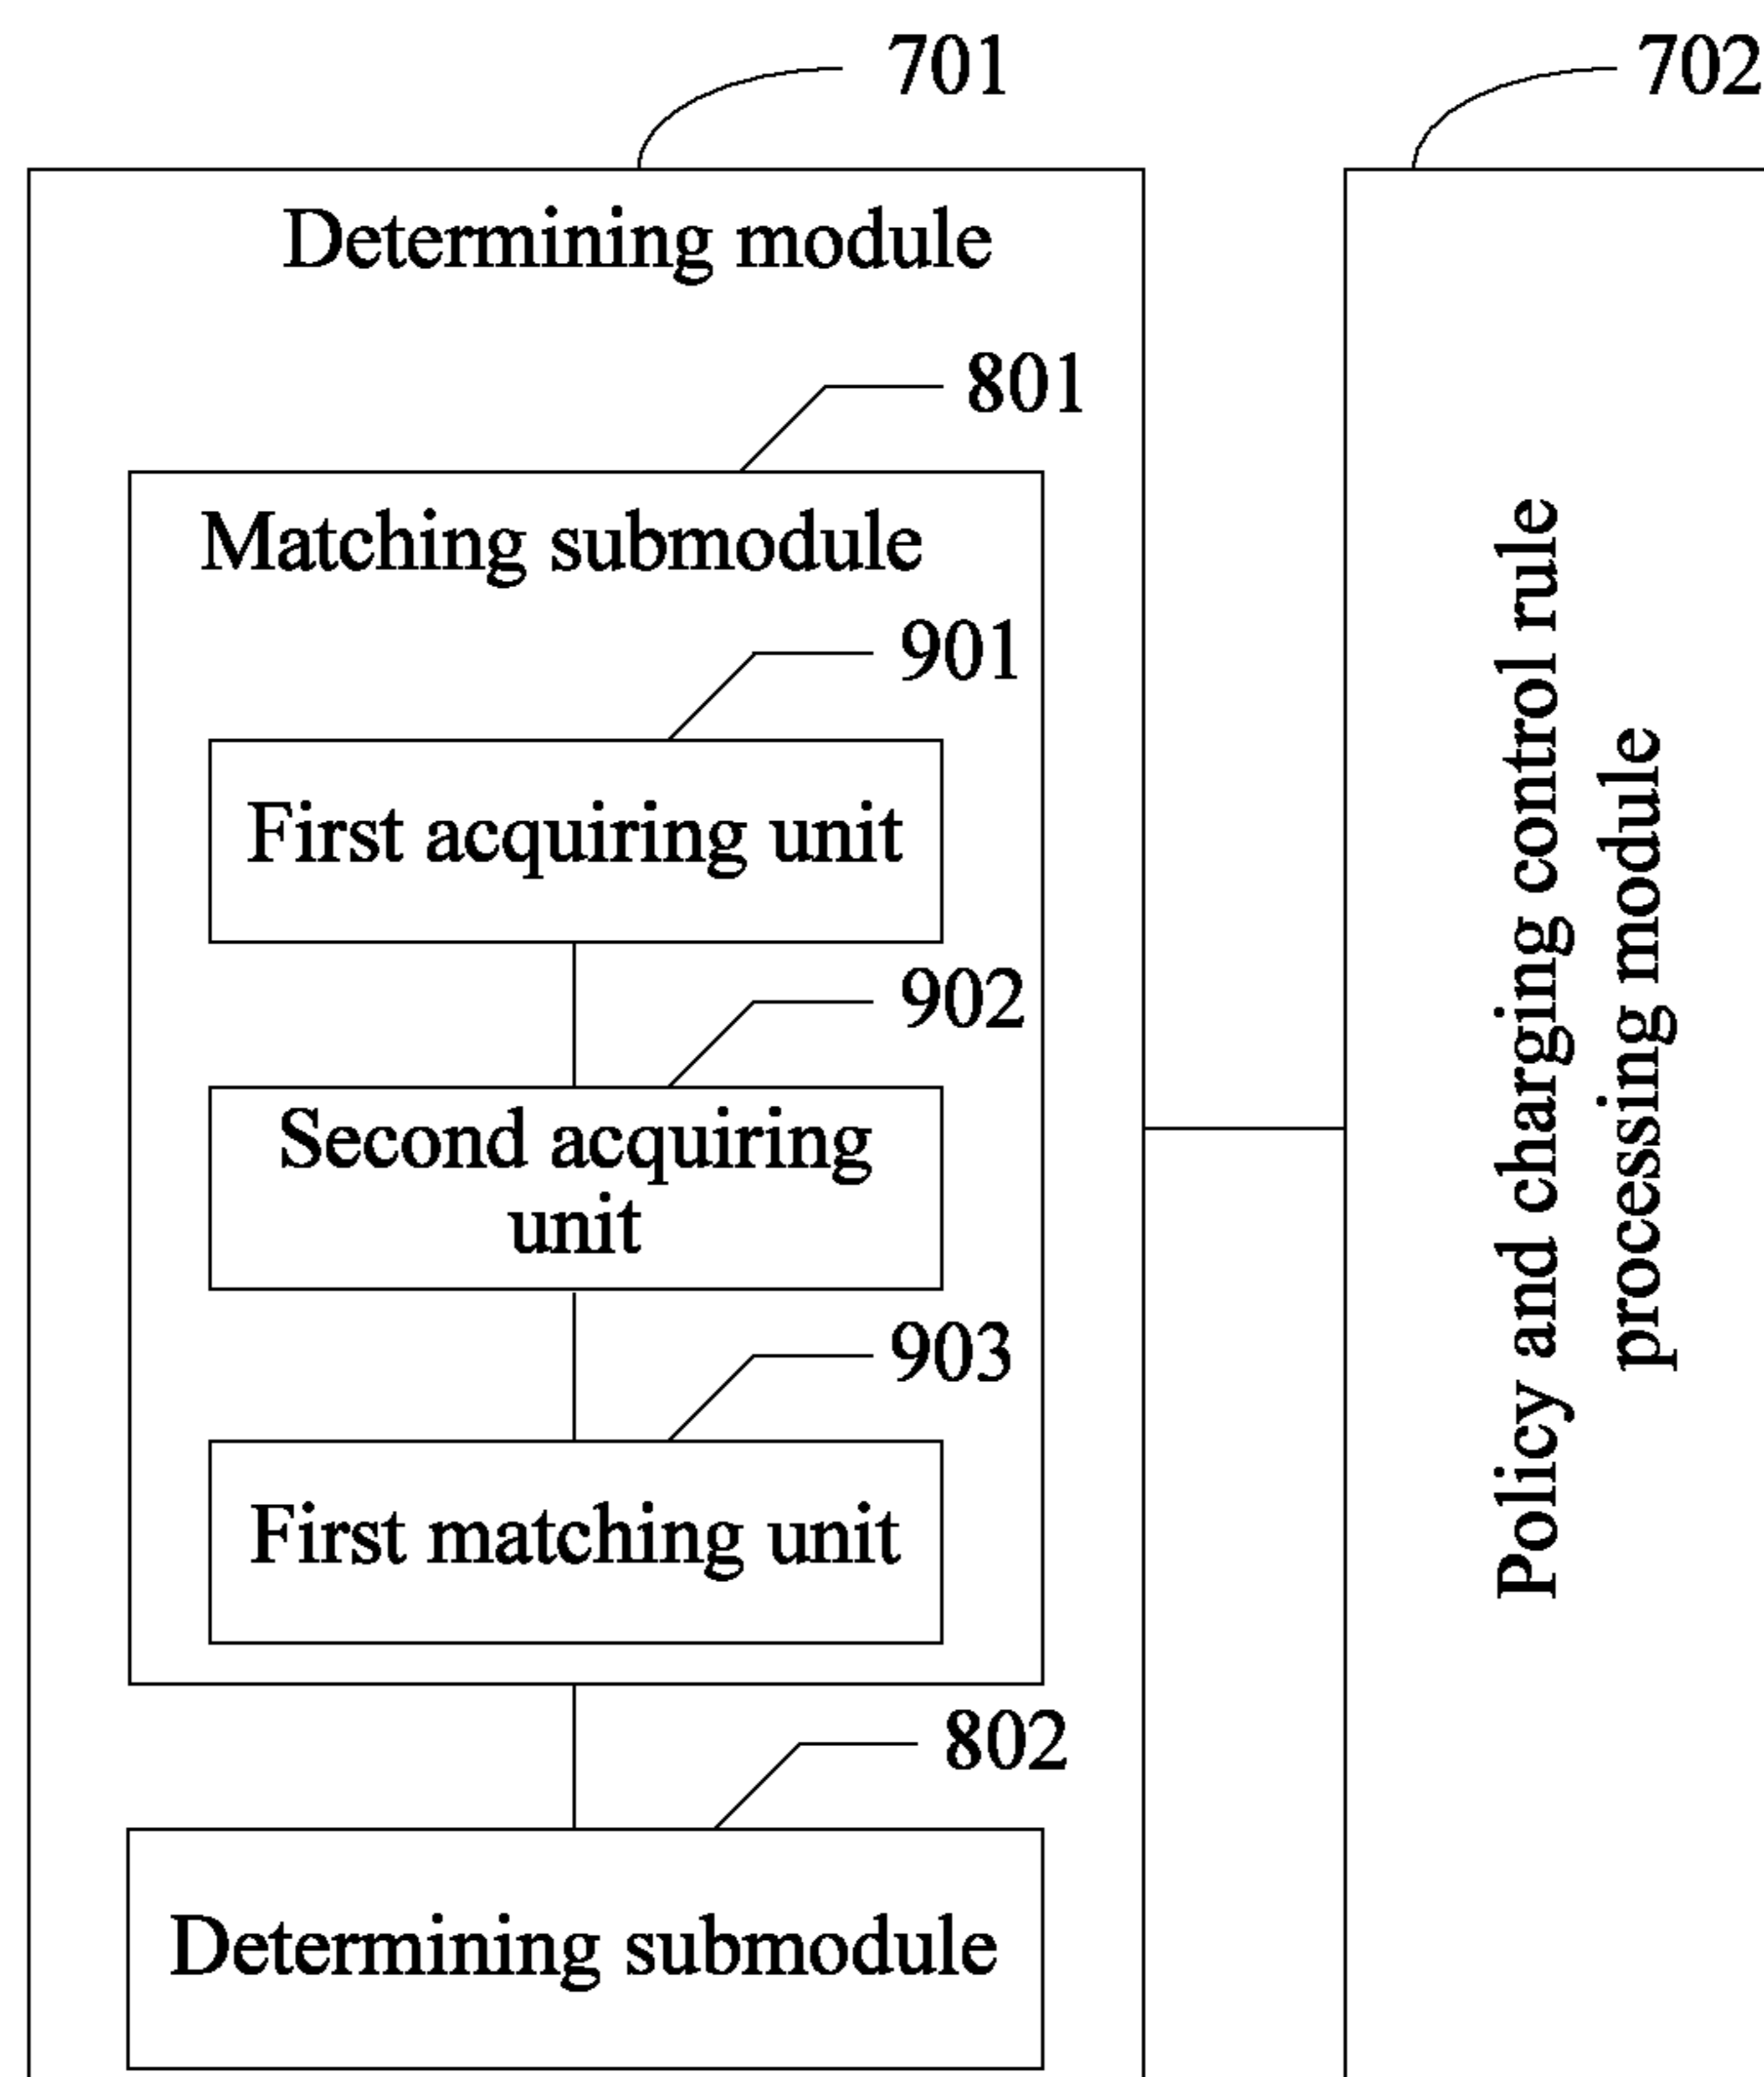 701
702
Determining module
801
Matching submodule
901
First acquiring unit
902
Second acquiring
unit
903
First matching unit
802
Determining submodule
Policy and charging control rule
processing module